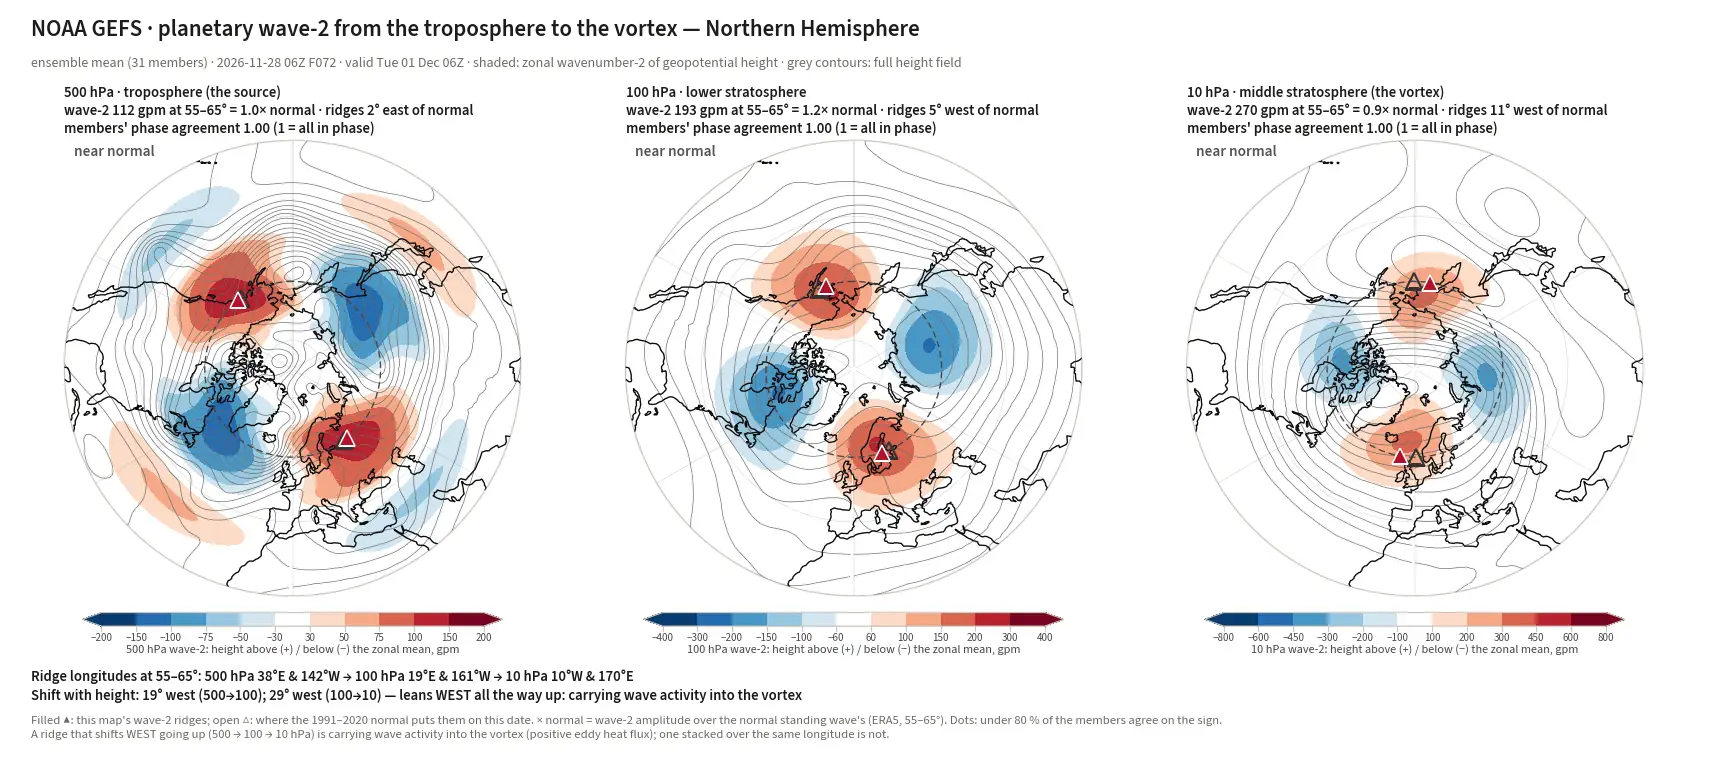 NOAA GEFS · planetary wave-2 from the troposphere to the vortex — Northern Hemisphere
ensemble mean (31 members) · 2026-11-28 06Z F072 · valid Tue 01 Dec 06Z · shaded: zonal wavenumber-2 of geopotential height · grey contours: full height field
500 hPa · troposphere (the source)
wave-2 112 gpm at 55–65° = 1.0× normal · ridges 2° east of normal
members' phase agreement 1.00 (1 = all in phase)
near normal
100 hPa · lower stratosphere
wave-2 193 gpm at 55–65° = 1.2× normal · ridges 5° west of normal
members' phase agreement 1.00 (1 = all in phase)
near normal
10 hPa · middle stratosphere (the vortex)
wave-2 270 gpm at 55–65° = 0.9× normal · ridges 11° west of normal
members' phase agreement 1.00 (1 = all in phase)
near normal
−200 −150 −100 −75 −50 −30 30 50 75 100 150 200
500 hPa wave-2: height above (+) / below (−) the zonal mean, gpm
−400 −300 −200 −150 −100 −60 60 100 150 200 300 400
100 hPa wave-2: height above (+) / below (−) the zonal mean, gpm
−800 −600 −450 −300 −200 −100 100 200 300 450 600 800
10 hPa wave-2: height above (+) / below (−) the zonal mean, gpm
Ridge longitudes at 55–65°: 500 hPa 38°E & 142°W → 100 hPa 19°E & 161°W → 10 hPa 10°W & 170°E
Shift with height: 19° west (500→100); 29° west (100→10) — leans WEST all the way up: carrying wave activity into the vortex
Filled ▲: this map's wave-2 ridges; open △: where the 1991–2020 normal puts them on this date. × normal = wave-2 amplitude over the normal standing wave's (ERA5, 55–65°). Dots: under 80 % of the members agree on the sign.
A ridge that shifts WEST going up (500 → 100 → 10 hPa) is carrying wave activity into the vortex (positive eddy heat flux); one stacked over the same longitude is not.